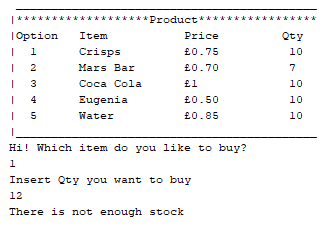 |*******************Product*****************
|Option   Item           Price         Qty
|  1      Crisps         £0.75         10
|  2      Mars Bar       £0.70         7
|  3      Coca Cola      £1            10
|  4      Eugenia        £0.50         10
|  5      Water          £0.85         10
|___________________________________________
Hi! Which item do you like to buy?
1
Insert Qty you want to buy
12
There is not enough stock